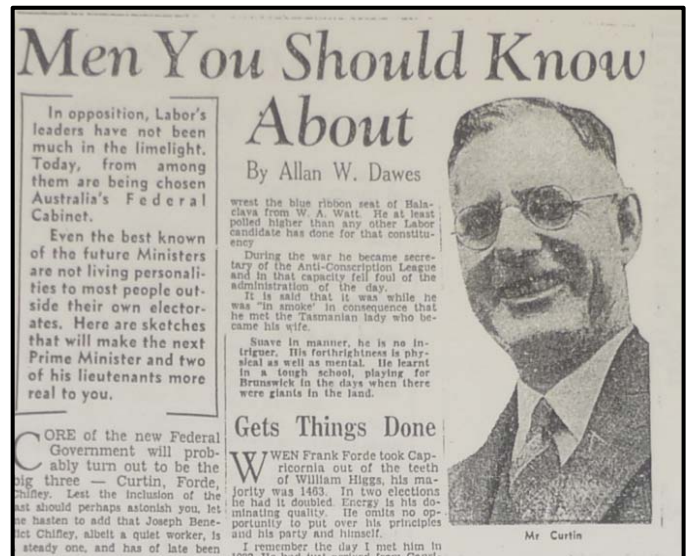 Men You Should Know
About
By Allan W. Dawes
In opposition, Labor's
leaders have not been
much in the limelight.
Today, from among
them are being chosen
Australia's Federal
Cabinet.
Even the best known
of the future Ministers
are not living personali-
ties to most people out-
side their own elector-
ates. Here are sketches
that will make the next
Prime Minister and two
of his lieutenants more
real to you.
CORE of the new Federal
Government will prob-
ably turn out to be the
big three — Curtin, Forde,
Chifley. Lest the inclusion of the
last should perhaps astonish you, let
me hasten to add that Joseph Bene-
dict Chifley, albeit a quiet worker, is
steady one, and has of late been
wrest the blue ribbon seat of Bala-
clava from W. A. Watt. He at least
polled higher than any other Labor
candidate has done for that constitu-
ency
During the war he became secre-
tary of the Anti-Conscription League
and in that capacity fell foul of the
administration of the day.
It is said that it was while he
was "in smoke" in consequence that
he met the Tasmanian lady who be-
came his wife.
Suave in manner, he is no in-
triguer. His forthrightness is phy-
sical as well as mental. He learnt
in a tough school, playing for
Brunswick in the days when there
were giants in the land.
Gets Things Done
WWEN Frank Forde took Cap-
ricornia out of the teeth
of William Higgs, his ma-
jority was 1463. In two elections
he had it doubled. Energy is his do-
minating quality. He omits no op-
portunity to put over his principles
and his party and himself.
I remember the day I met him in
Mr Curtin